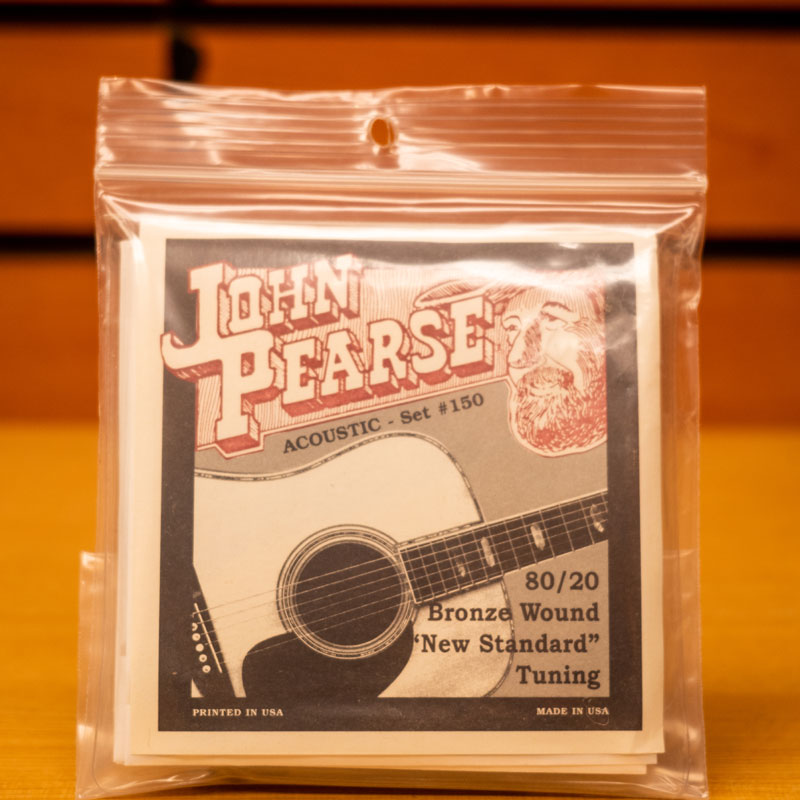 JOHN
PEARSE
ACOUSTIC - Set #150
80/20
Bronze Wound
‘New Standard”
Tuning
PRINTED IN USA
MADE IN USA